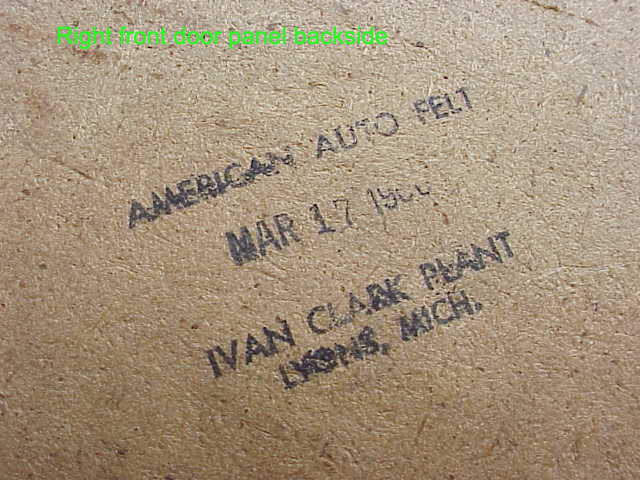 Right front door panel backside
AMERICAN AUTO FELT
MAR 17
IVAN CLARK PLANT
LYONS, MICH.